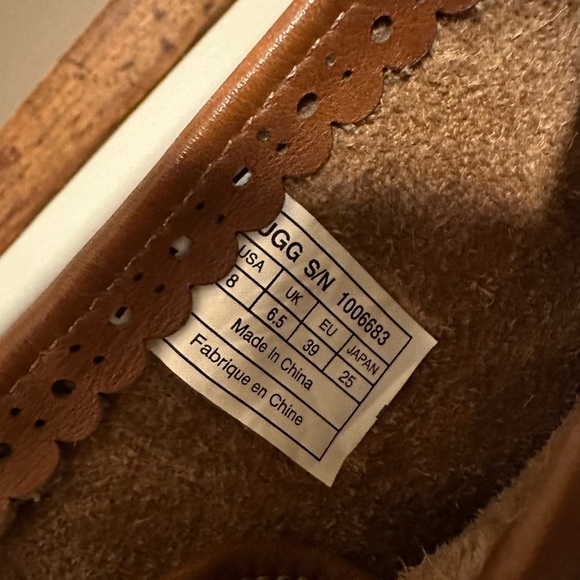 UGG S/N 1006683
USA UK EU JAPAN
8 6.5 39 25
Made In China
Fabrique en Chine